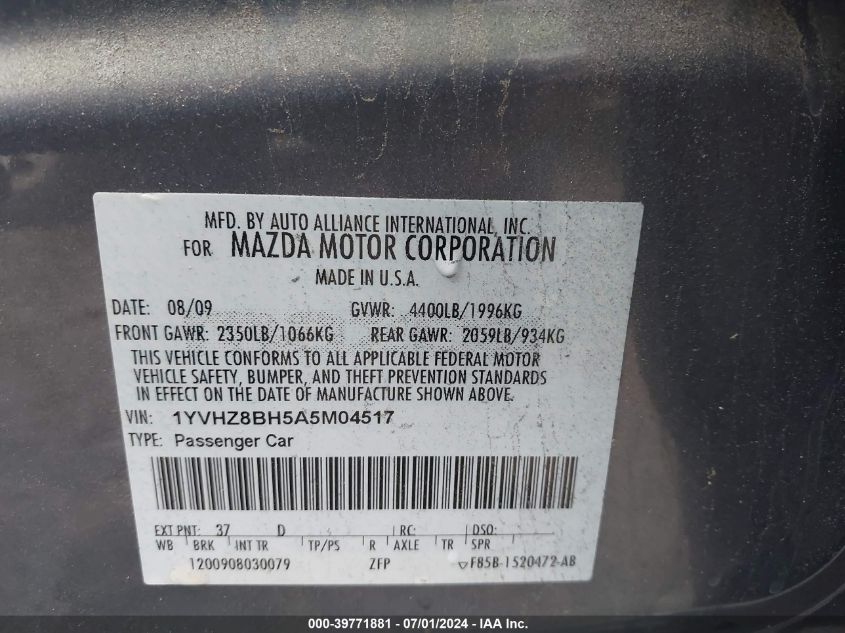 MFD. BY AUTO ALLIANCE INTERNATIONAL, INC.
FOR MAZDA MOTOR CORPORATION
MADE IN U.S.A.
DATE: 08/09 GVWR: 4400LB/1996KG
FRONT GAWR: 2350LB/1066KG REAR GAWR: 2059LB/934KG
THIS VEHICLE CONFORMS TO ALL APPLICABLE FEDERAL MOTOR
VEHICLE SAFETY, BUMPER, AND THEFT PREVENTION STANDARDS
IN EFFECT ON THE DATE OF MANUFACTURE SHOWN ABOVE.
VIN: 1YVHZ8BH5A5M04517
TYPE: Passenger Car
EXT PNT: 37 D RC: DSO:
WB BRK INT TR TP/PS R AXLE TR SPR
1200908030079 ZFP ▽F85B-1520472-AB
000-39771881 / 07/01/2024 - IAA Inc.